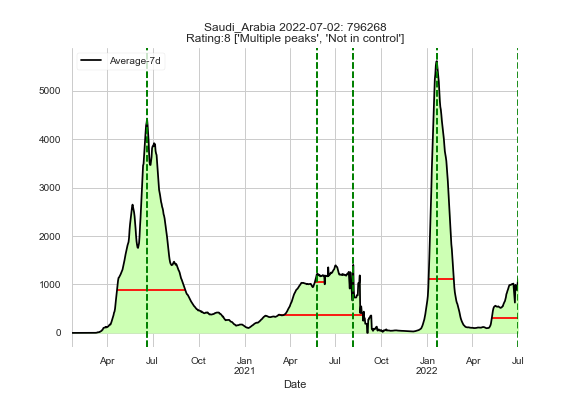 Saudi_Arabia 2022-07-02: 796268
Rating:8 ['Multiple peaks', 'Not in control']
Average-7d
5000
4000
3000
2000
1000
0
Apr Jul Oct Jan Apr Jul Oct Jan Apr Jul
2021 2022
Date